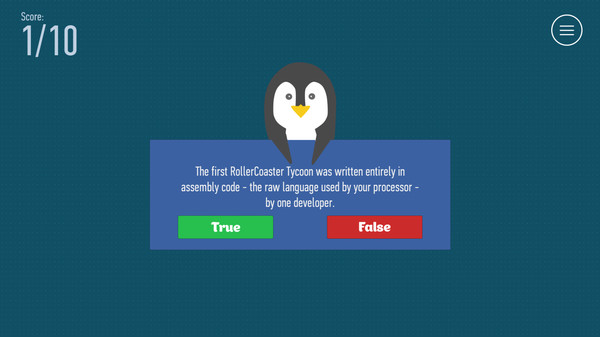 Score:
1/10
The first RollerCoaster Tycoon was written entirely in
assembly code - the raw language used by your processor -
by one developer.
True
False